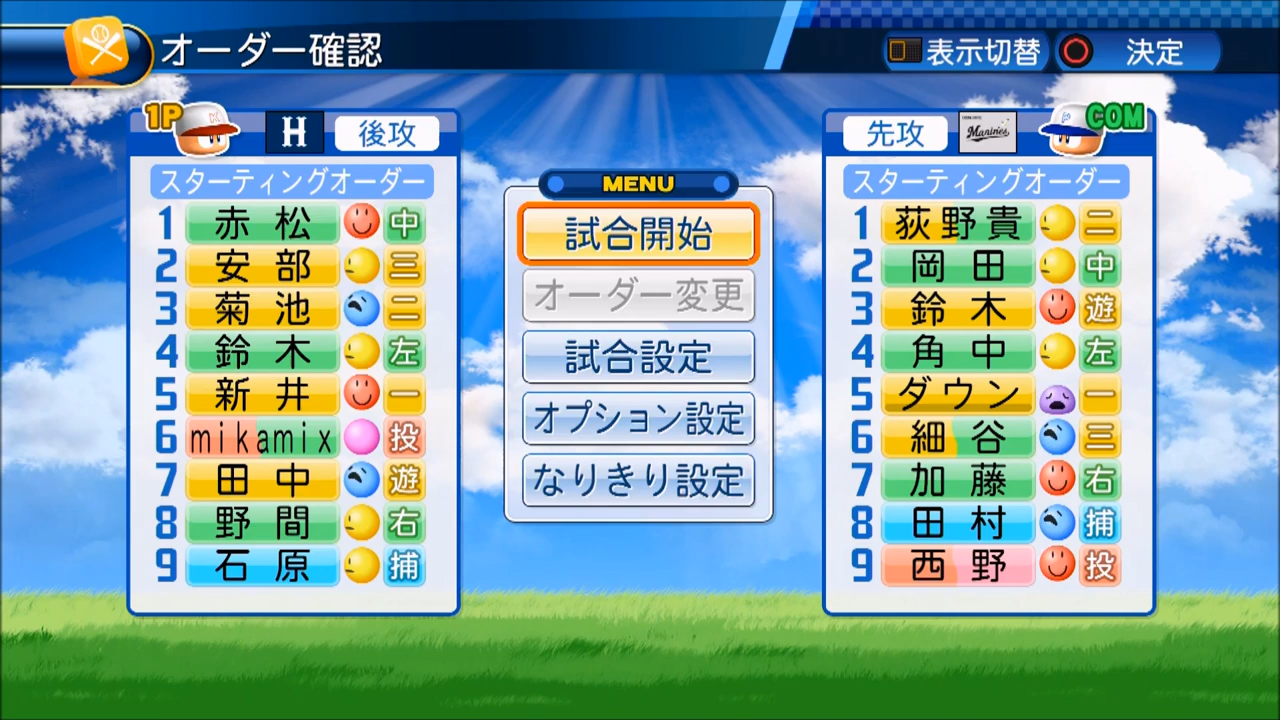 オーダー確認
表示切替
決定
1P
H
後攻
スターティングオーダー
1 赤松 中
2 安部 三
3 菊池 二
4 鈴木 左
5 新井 一
6 mikamix 投
7 田中 遊
8 野間 右
9 石原 捕
MENU
試合開始
オーダー変更
試合設定
オプション設定
なりきり設定
先攻
Marines
COM
スターティングオーダー
1 荻野貴 二
2 岡田 中
3 鈴木 遊
4 角中 左
5 ダウン 一
6 細谷 三
7 加藤 右
8 田村 捕
9 西野 投